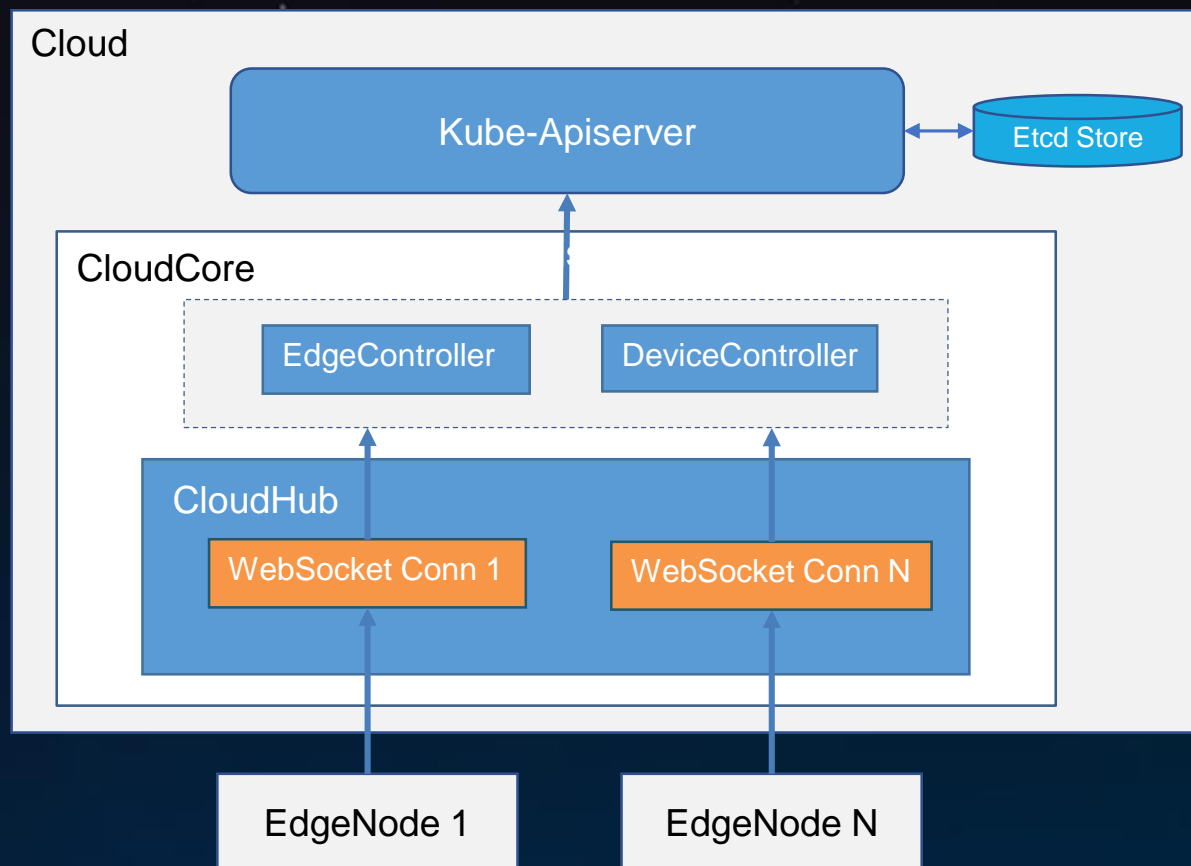 Cloud
Kube-Apiserver
Etcd Store
CloudCore
EdgeController
DeviceController
CloudHub
WebSocket Conn 1
WebSocket Conn N
EdgeNode 1
EdgeNode N